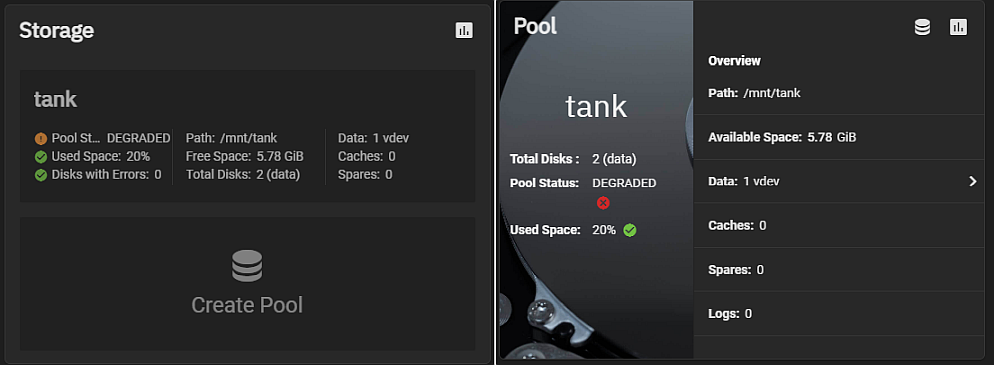 Storage
tank
Pool St... DEGRADED
Used Space: 20%
Disks with Errors: 0
Path: /mnt/tank
Free Space: 5.78 GiB
Total Disks: 2 (data)
Data: 1 vdev
Caches: 0
Spares: 0
Create Pool
Pool
tank
Total Disks : 2 (data)
Pool Status: DEGRADED
Used Space: 20%
Overview
Path: /mnt/tank
Available Space: 5.78 GiB
Data: 1 vdev
Caches: 0
Spares: 0
Logs: 0